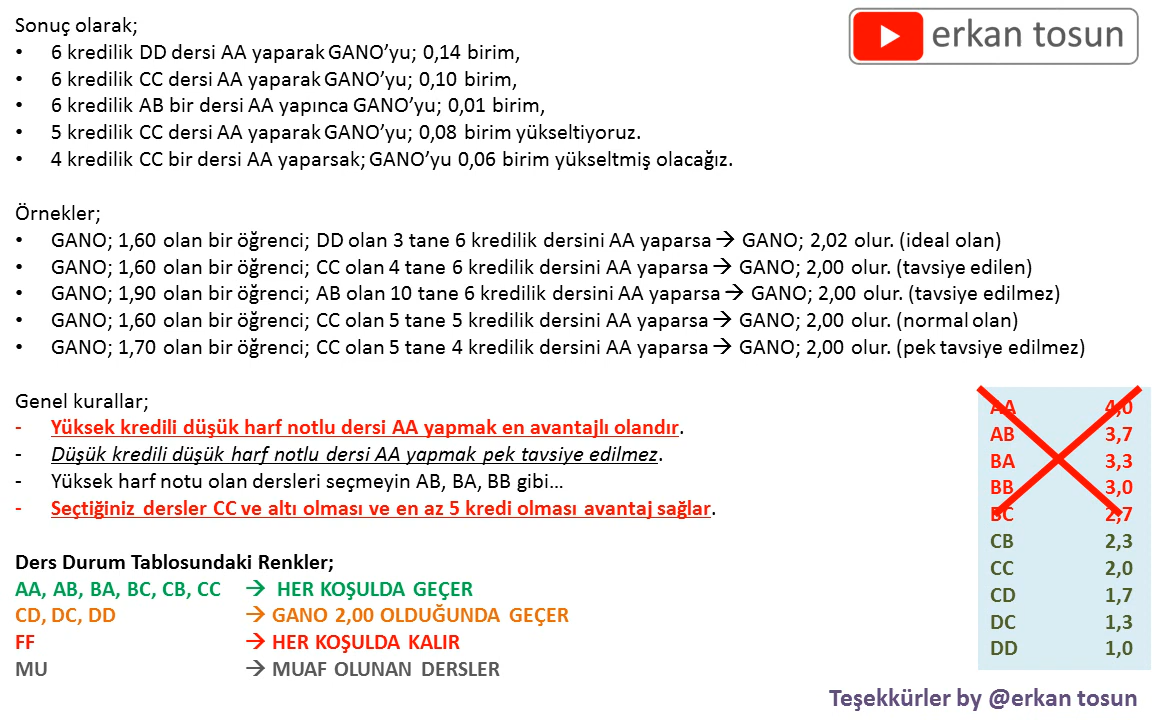 Sonuç olarak;
• 6 kredilik DD dersi AA yaparak GANO’yu; 0,14 birim,
• 6 kredilik CC dersi AA yaparak GANO’yu; 0,10 birim,
• 6 kredilik AB bir dersi AA yapınca GANO’yu; 0,01 birim,
• 5 kredilik CC dersi AA yaparak GANO’yu; 0,08 birim yükseltiyoruz.
• 4 kredilik CC bir dersi AA yaparsak; GANO’yu 0,06 birim yükseltmiş olacağız.
erkan tosun
Örnekler;
• GANO; 1,60 olan bir öğrenci; DD olan 3 tane 6 kredilik dersini AA yaparsa → GANO; 2,02 olur. (ideal olan)
• GANO; 1,60 olan bir öğrenci; CC olan 4 tane 6 kredilik dersini AA yaparsa → GANO; 2,00 olur. (tavsiye edilen)
• GANO; 1,90 olan bir öğrenci; AB olan 10 tane 6 kredilik dersini AA yaparsa → GANO; 2,00 olur. (tavsiye edilmez)
• GANO; 1,60 olan bir öğrenci; CC olan 5 tane 5 kredilik dersini AA yaparsa → GANO; 2,00 olur. (normal olan)
• GANO; 1,70 olan bir öğrenci; CC olan 5 tane 4 kredilik dersini AA yaparsa → GANO; 2,00 olur. (pek tavsiye edilmez)
Genel kurallar;
- Yüksek kredili düşük harf notlu dersi AA yapmak en avantajlı olandır.
- Düşük kredili düşük harf notlu dersi AA yapmak pek tavsiye edilmez.
- Yüksek harf notu olan dersleri seçmeyin AB, BA, BB gibi...
- Seçtiğiniz dersler CC ve altı olması ve en az 5 kredi olması avantaj sağlar.
Ders Durum Tablosundaki Renkler;
AA, AB, BA, BC, CB, CC → HER KOŞULDA GEÇER
CD, DC, DD → GANO 2,00 OLDUĞUNDA GEÇER
FF → HER KOŞULDA KALIR
MU → MUAF OLUNAN DERSLER
AA 4,0
AB 3,7
BA 3,3
BB 3,0
BC 2,7
CB 2,3
CC 2,0
CD 1,7
DC 1,3
DD 1,0
Teşekkürler by @erkan tosun